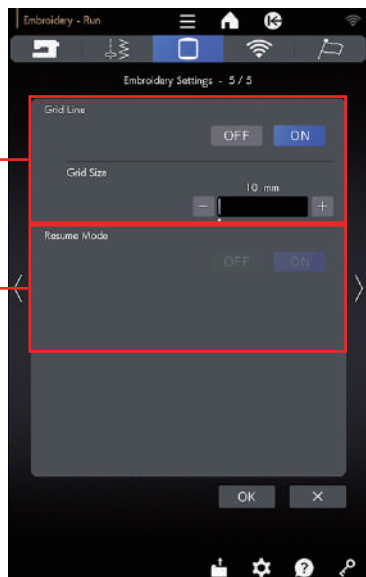 Embroidery - Run
Embroidery Settings - 5 / 5
Grid Line
OFF ON
Grid Size
10 mm
− +
Resume Mode
OFF ON
OK ×